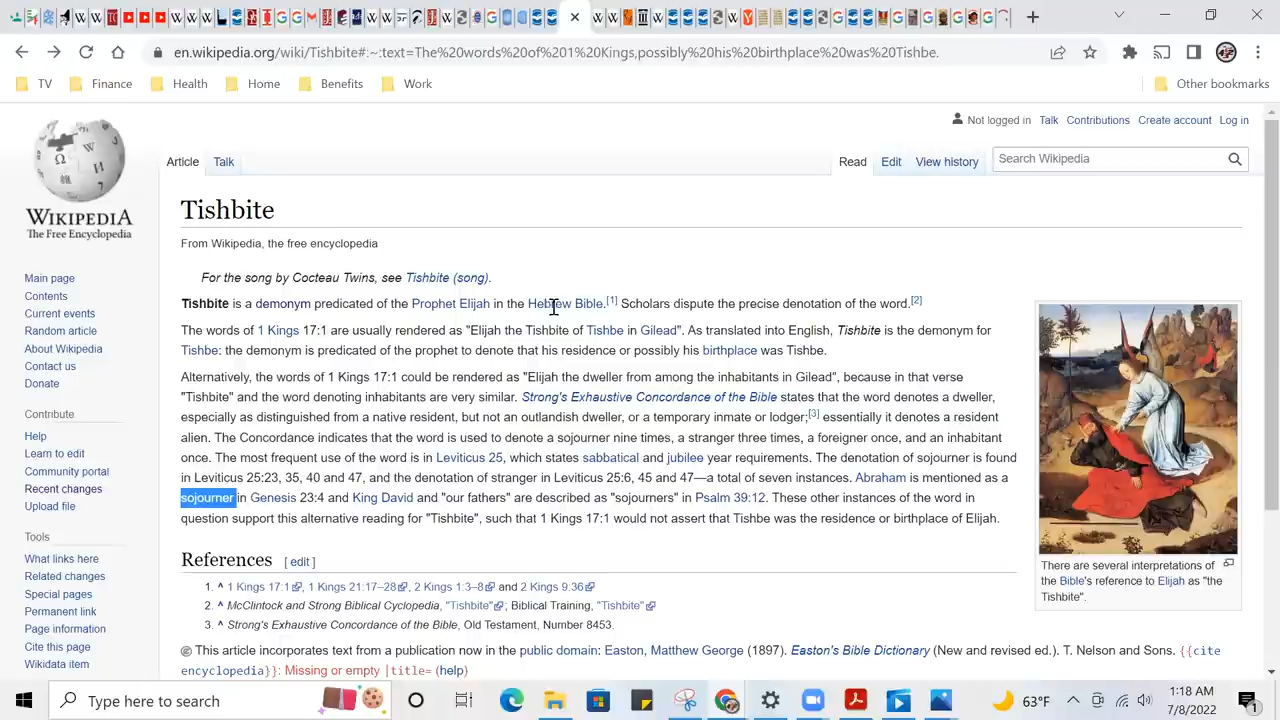 en.wikipedia.org/wiki/Tishbite#:~:text=The%20words%20of%201%20Kings,possibly%20his%20birthplace%20was%20Tishbe.
TV Finance Health Home Benefits Work Other bookmarks
Not logged in Talk Contributions Create account Log in
Article Talk Read Edit View history Search Wikipedia
WIKIPEDIA
The Free Encyclopedia
Main page
Contents
Current events
Random article
About Wikipedia
Contact us
Donate
Contribute
Help
Learn to edit
Community portal
Recent changes
Upload file
Tools
What links here
Related changes
Special pages
Permanent link
Page information
Cite this page
Wikidata item
Tishbite
From Wikipedia, the free encyclopedia
For the song by Cocteau Twins, see Tishbite (song).
Tishbite is a demonym predicated of the Prophet Elijah in the Hebrew Bible.[1] Scholars dispute the precise denotation of the word.[2]
The words of 1 Kings 17:1 are usually rendered as "Elijah the Tishbite of Tishbe in Gilead". As translated into English, Tishbite is the demonym for
Tishbe: the demonym is predicated of the prophet to denote that his residence or possibly his birthplace was Tishbe.
Alternatively, the words of 1 Kings 17:1 could be rendered as "Elijah the dweller from among the inhabitants in Gilead", because in that verse
"Tishbite" and the word denoting inhabitants are very similar. Strong's Exhaustive Concordance of the Bible states that the word denotes a dweller,
especially as distinguished from a native resident, but not an outlandish dweller, or a temporary inmate or lodger;[3] essentially it denotes a resident
alien. The Concordance indicates that the word is used to denote a sojourner nine times, a stranger three times, a foreigner once, and an inhabitant
once. The most frequent use of the word is in Leviticus 25, which states sabbatical and jubilee year requirements. The denotation of sojourner is found
in Leviticus 25:23, 35, 40 and 47, and the denotation of stranger in Leviticus 25:6, 45 and 47—a total of seven instances. Abraham is mentioned as a
sojourner in Genesis 23:4 and King David and "our fathers" are described as "sojourners" in Psalm 39:12. These other instances of the word in
question support this alternative reading for "Tishbite", such that 1 Kings 17:1 would not assert that Tishbe was the residence or birthplace of Elijah.
There are several interpretations of
the Bible's reference to Elijah as "the
Tishbite".
References [ edit ]
1. ^ 1 Kings 17:1, 1 Kings 21:17–28, 2 Kings 1:3–8 and 2 Kings 9:36
2. ^ McClintock and Strong Biblical Cyclopedia, "Tishbite"; Biblical Training, "Tishbite"
3. ^ Strong's Exhaustive Concordance of the Bible, Old Testament, Number 8453.
This article incorporates text from a publication now in the public domain: Easton, Matthew George (1897). Easton's Bible Dictionary (New and revised ed.). T. Nelson and Sons. {{cite
encyclopedia}}: Missing or empty |title= (help)
Type here to search 63°F 1:18 AM
7/8/2022